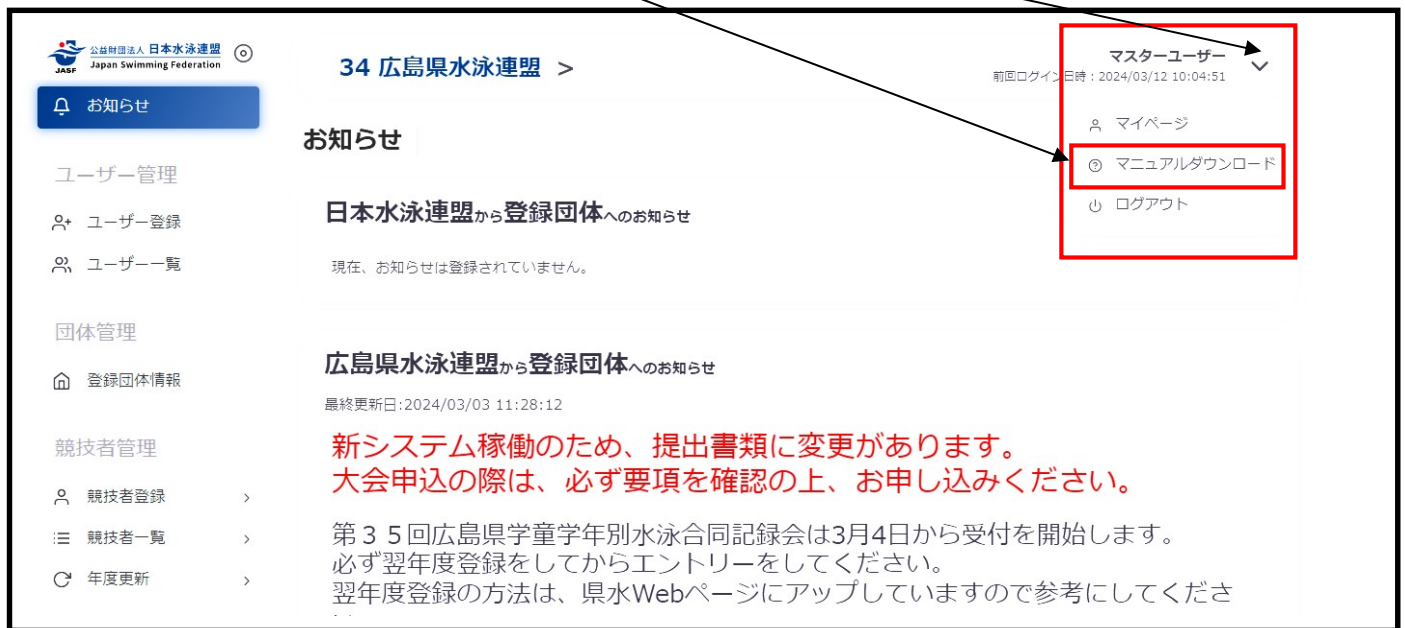 公益財団法人 日本水泳連盟
Japan Swimming Federation
JASF
34 広島県水泳連盟 >
マスターユーザー
前回ログイン日時 : 2024/03/12 10:04:51
お知らせ
マイページ
マニュアルダウンロード
ログアウト
お知らせ
ユーザー管理
ユーザー登録
ユーザー一覧
団体管理
登録団体情報
競技者管理
競技者登録
競技者一覧
年度更新
日本水泳連盟から登録団体へのお知らせ
現在、お知らせは登録されていません。
広島県水泳連盟から登録団体へのお知らせ
最終更新日:2024/03/03 11:28:12
新システム稼働のため、提出書類に変更があります。
大会申込の際は、必ず要項を確認の上、お申し込みください。
第３５回広島県学童学年別水泳合同記録会は3月4日から受付を開始します。
必ず翌年度登録をしてからエントリーをしてください。
翌年度登録の方法は、県水Webページにアップしていますので参考にしてくださ